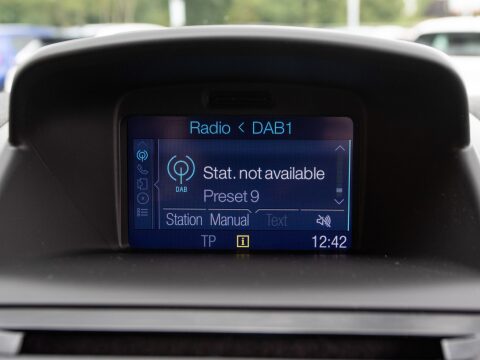 Radio < DAB1
Stat. not available
DAB
Preset 9
Station Manual Text
TP i 12:42